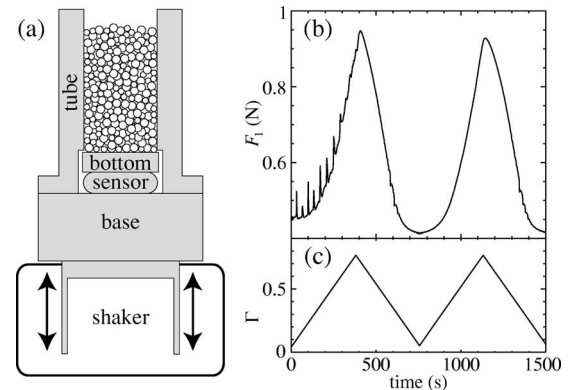 (a)
tube
bottom
sensor
base
shaker
(b)
1
0.8
0.6
F₁ (N)
(c)
0.5
0
Γ
0 500 1000 1500
time (s)